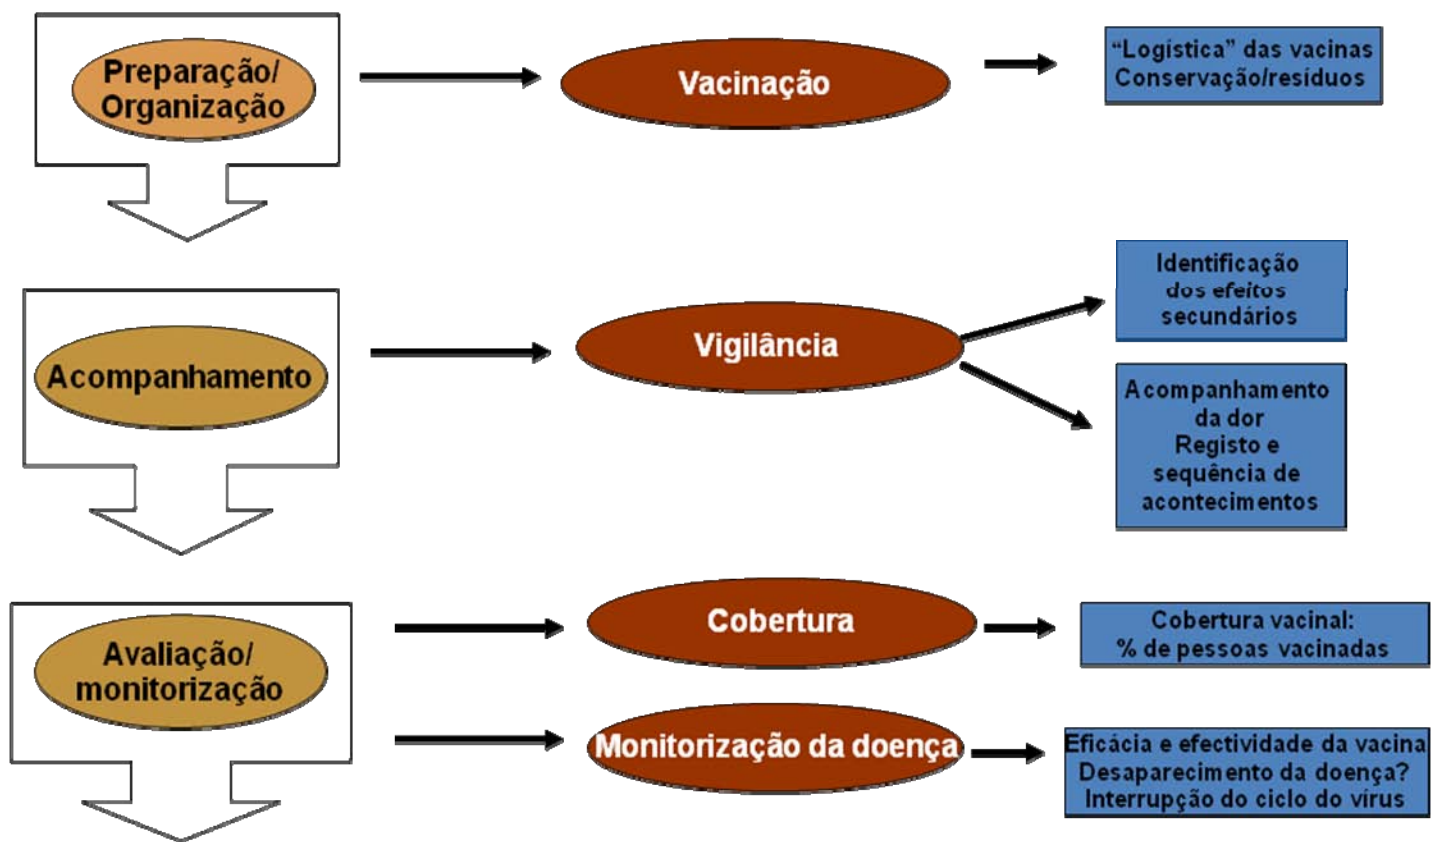 Preparação/
Organização
Vacinação
“Logística” das vacinas
Conservação/resíduos
Acompanhamento
Vigilância
Identificação
dos efeitos
secundários
Acompanhamento
da dor
Registo e
sequência de
acontecimentos
Avaliação/
monitorização
Cobertura
Cobertura vacinal:
% de pessoas vacinadas
Monitorização da doença
Eficácia e efectividade da vacina
Desaparecimento da doença?
Interrupção do ciclo do vírus